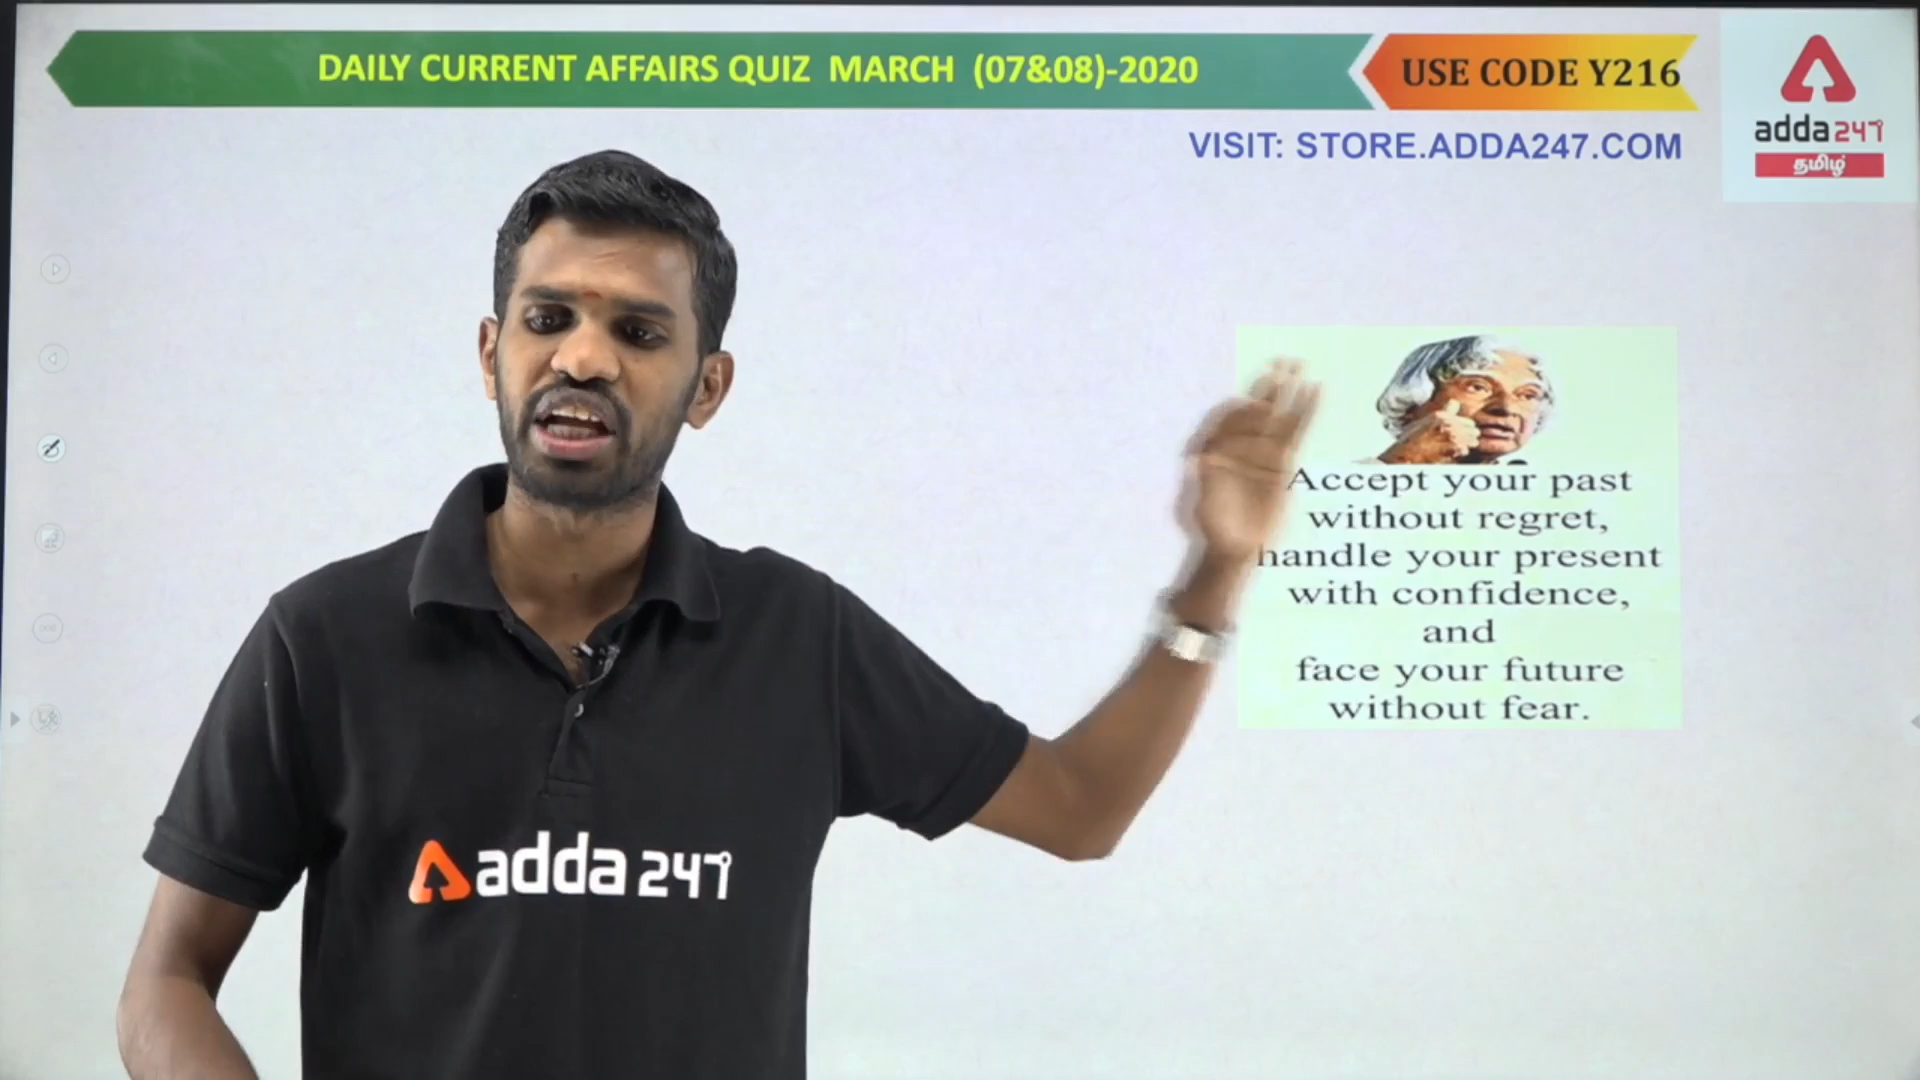 DAILY CURRENT AFFAIRS QUIZ MARCH (07&08)-2020
USE CODE Y216
VISIT: STORE.ADDA247.COM
adda247
தமிழ்
Accept your past
without regret,
handle your present
with confidence,
and
face your future
without fear.
adda247